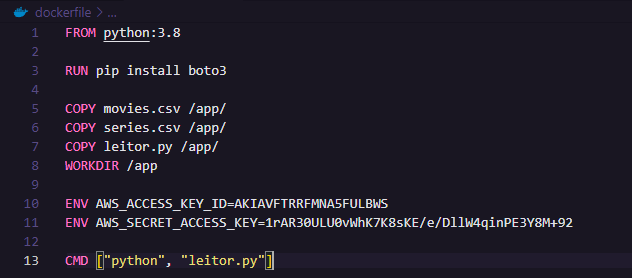 dockerfile > ...
1 FROM python:3.8
2
3 RUN pip install boto3
4
5 COPY movies.csv /app/
6 COPY series.csv /app/
7 COPY leitor.py /app/
8 WORKDIR /app
9
10 ENV AWS_ACCESS_KEY_ID=AKIAVFTRRFMNA5FULBWS
11 ENV AWS_SECRET_ACCESS_KEY=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
12
13 CMD ["python", "leitor.py"]